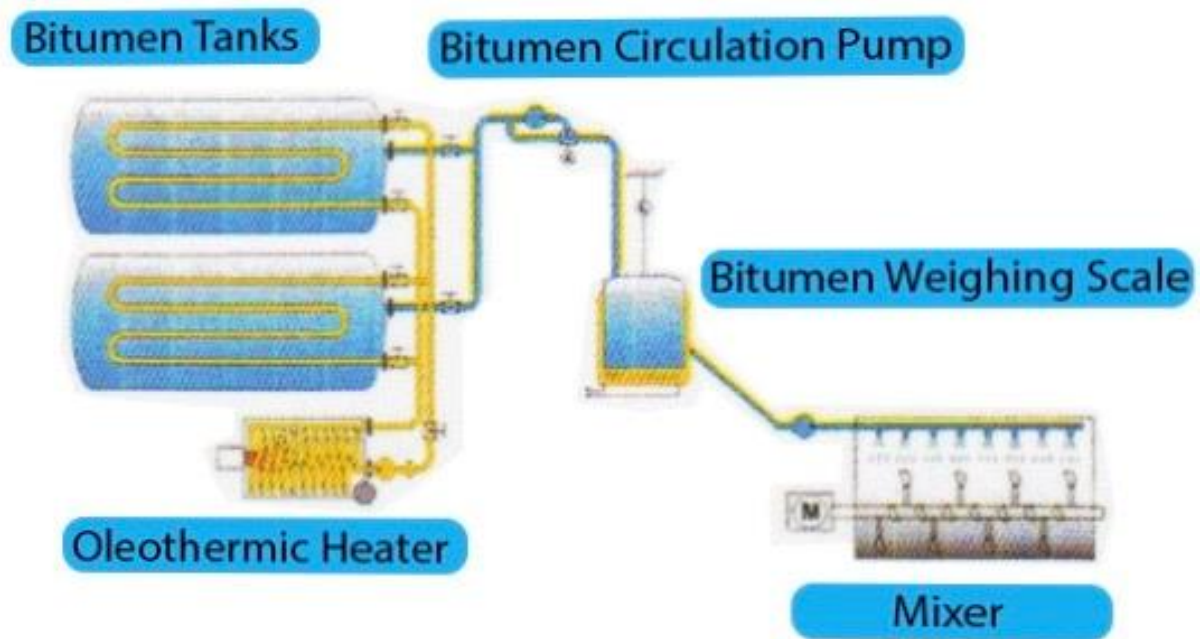 Bitumen Tanks
Bitumen Circulation Pump
Bitumen Weighing Scale
M
Oleothermic Heater
Mixer